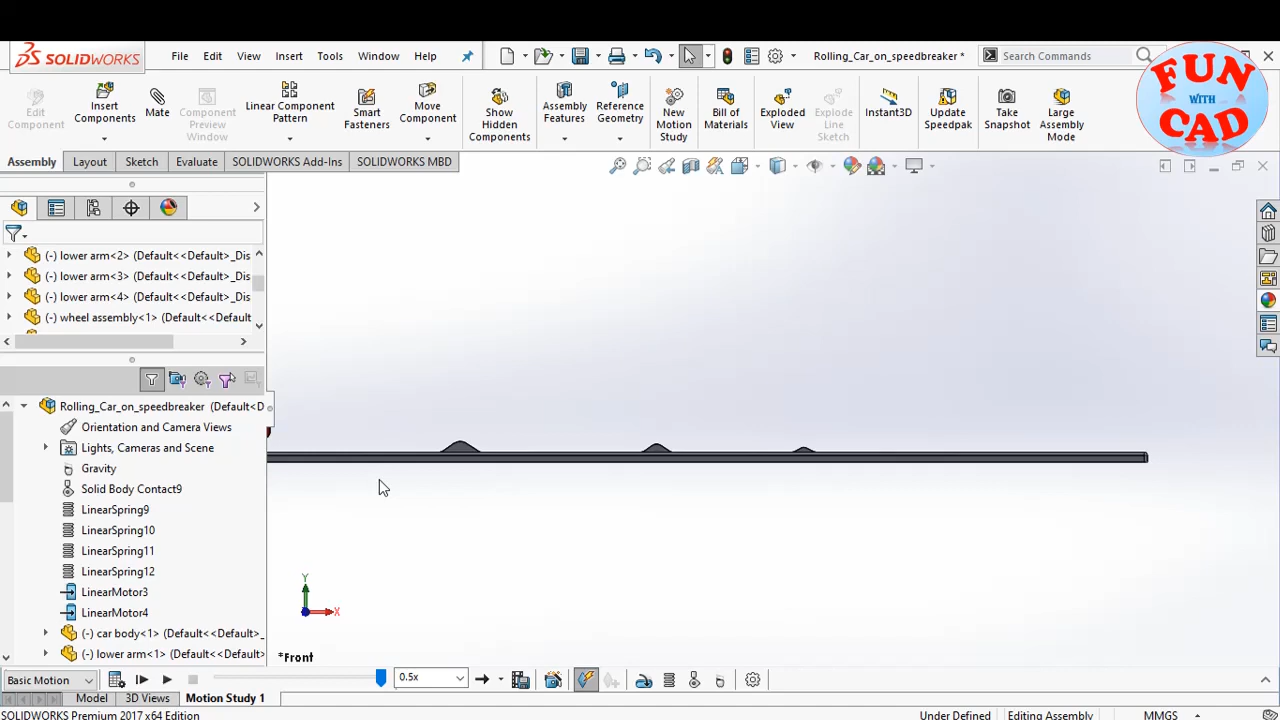 SOLIDWORKS
File Edit View Insert Tools Window Help
Rolling_Car_on_speedbreaker *
Search Commands
FUN
WITH
CAD
Edit Component
Insert Components
Mate
Component Preview Window
Linear Component Pattern
Smart Fasteners
Move Component
Show Hidden Components
Assembly Features
Reference Geometry
New Motion Study
Bill of Materials
Exploded View
Explode Line Sketch
Instant3D
Update Speedpak
Take Snapshot
Large Assembly Mode
Assembly Layout Sketch Evaluate SOLIDWORKS Add-Ins SOLIDWORKS MBD
(-) lower arm<2> (Default<<Default>_Dis
(-) lower arm<3> (Default<<Default>_Dis
(-) lower arm<4> (Default<<Default>_Dis
(-) wheel assembly<1> (Default<<Default
Rolling_Car_on_speedbreaker (Default<D
Orientation and Camera Views
Lights, Cameras and Scene
Gravity
Solid Body Contact9
LinearSpring9
LinearSpring10
LinearSpring11
LinearSpring12
LinearMotor3
LinearMotor4
(-) car body<1> (Default<<Default>_
(-) lower arm<1> (Default<<Default>
Y
X
*Front
Basic Motion
0.5x
Model 3D Views Motion Study 1
SOLIDWORKS Premium 2017 x64 Edition
Under Defined Editing Assembly MMGS